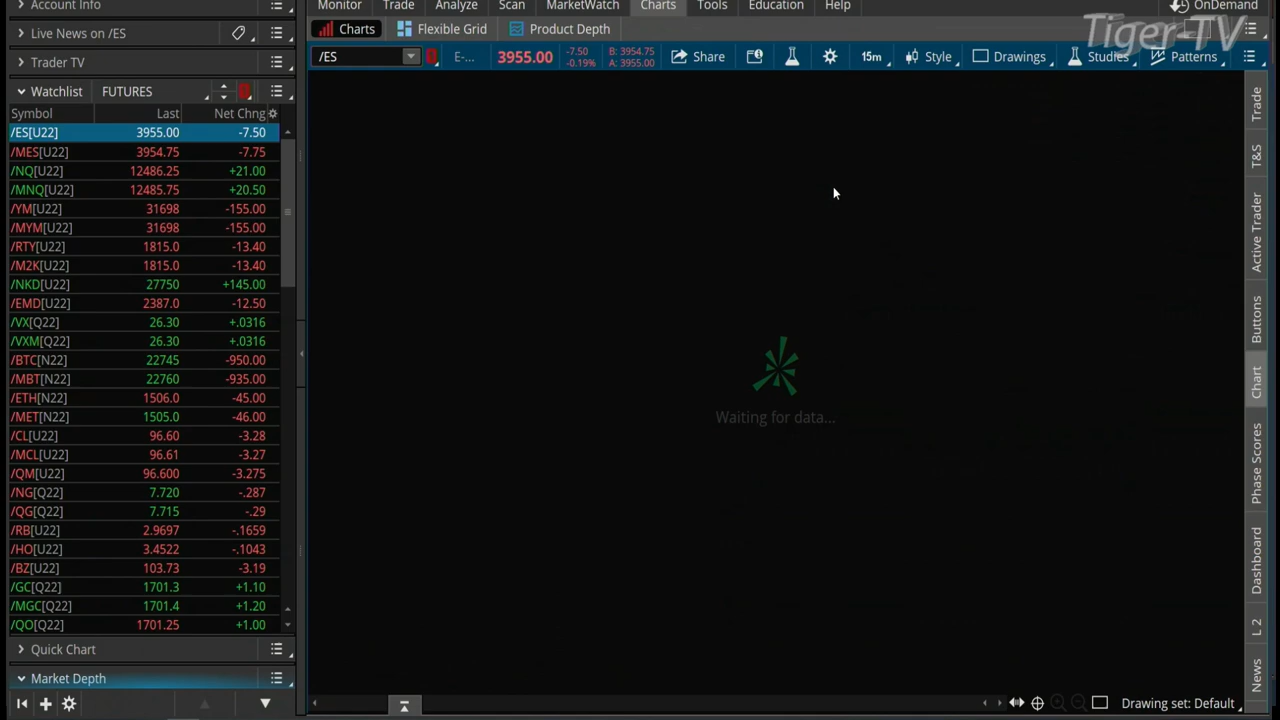 Account Info
Monitor Trade Analyze Scan MarketWatch Charts Tools Education Help OnDemand
Tiger-TV
Live News on /ES
Charts Flexible Grid Product Depth
Trader TV
/ES E-... 3955.00 -7.50 -0.19% B: 3954.75 A: 3955.00 Share 15m Style Drawings Studies Patterns
Watchlist FUTURES
Symbol Last Net Chng
/ES[U22] 3955.00 -7.50
/MES[U22] 3954.75 -7.75
/NQ[U22] 12486.25 +21.00
/MNQ[U22] 12485.75 +20.50
/YM[U22] 31698 -155.00
/MYM[U22] 31698 -155.00
/RTY[U22] 1815.0 -13.40
/M2K[U22] 1815.0 -13.40
/NKD[U22] 27750 +145.00
/EMD[U22] 2387.0 -12.50
/VX[Q22] 26.30 +.0316
/VXM[Q22] 26.30 +.0316
/BTC[N22] 22745 -950.00
/MBT[N22] 22760 -935.00
/ETH[N22] 1506.0 -45.00
/MET[N22] 1505.0 -46.00
/CL[U22] 96.60 -3.28
/MCL[U22] 96.61 -3.27
/QM[U22] 96.600 -3.275
/NG[Q22] 7.720 -.287
/QG[Q22] 7.715 -.29
/RB[U22] 2.9697 -.1659
/HO[U22] 3.4522 -.1043
/BZ[U22] 103.73 -3.19
/GC[Q22] 1701.3 +1.10
/MGC[Q22] 1701.4 +1.20
/QO[Q22] 1701.25 +1.00
Quick Chart
Market Depth
Waiting for data...
Drawing set: Default
Trade
T&S
Active Trader
Buttons
Chart
Phase Scores
Dashboard
L 2
News